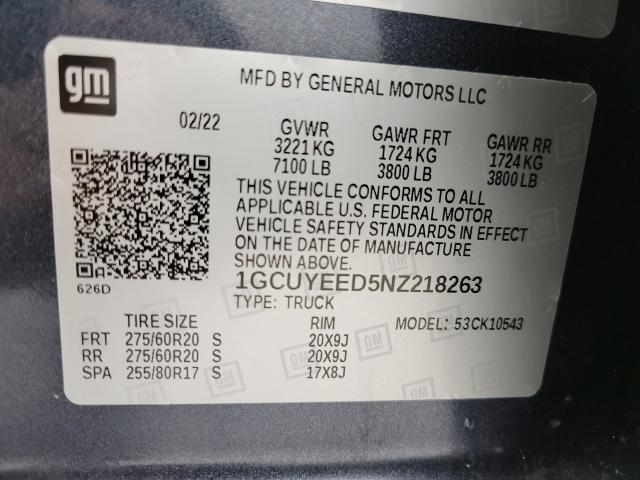 gm
MFD BY GENERAL MOTORS LLC
02/22 GVWR GAWR FRT GAWR RR
3221 KG 1724 KG 1724 KG
7100 LB 3800 LB 3800 LB
THIS VEHICLE CONFORMS TO ALL
APPLICABLE U.S. FEDERAL MOTOR
VEHICLE SAFETY STANDARDS IN EFFECT
ON THE DATE OF MANUFACTURE
SHOWN ABOVE.
A
626D
1GCUYEED5NZ218263
TYPE: TRUCK
TIRE SIZE RIM MODEL: 53CK10543
FRT 275/60R20 S 20X9J
RR 275/60R20 S 20X9J
SPA 255/80R17 S 17X8J